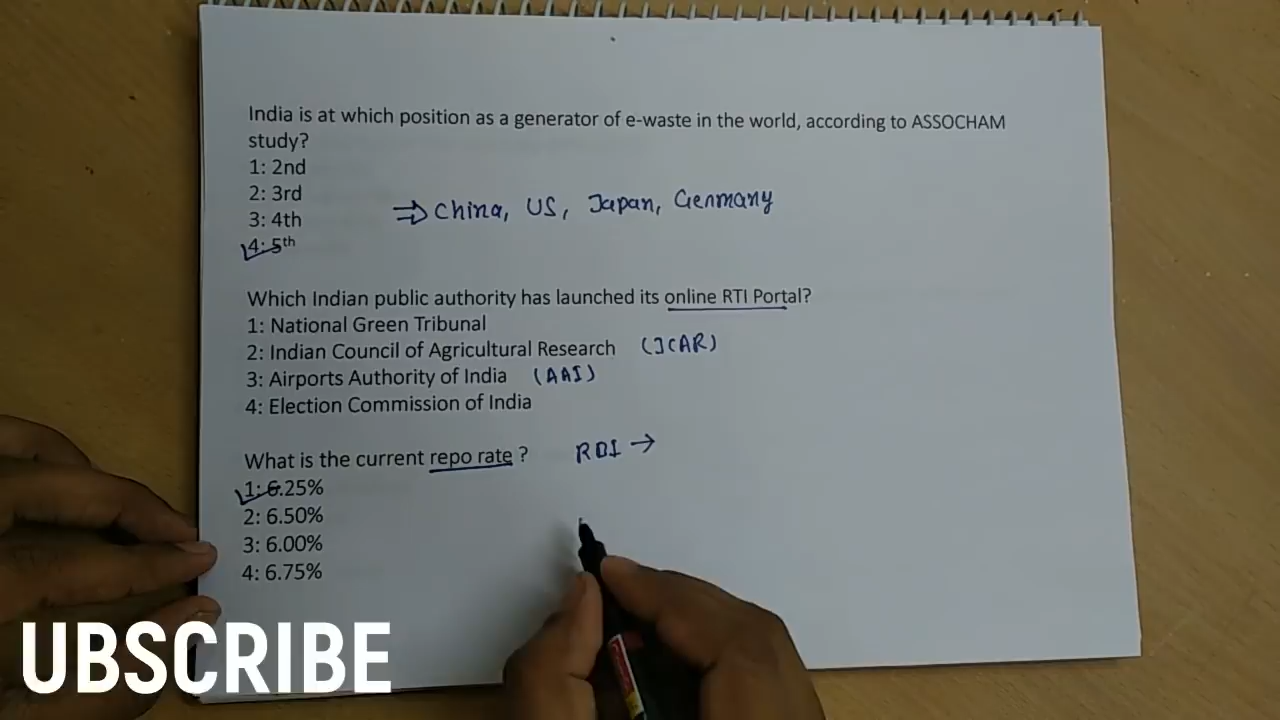 India is at which position as a generator of e-waste in the world, according to ASSOCHAM
study?
1: 2nd
2: 3rd
3: 4th
⇒ China, US, Japan, Germany
4: 5th
Which Indian public authority has launched its online RTI Portal?
1: National Green Tribunal
2: Indian Council of Agricultural Research (ICAR)
3: Airports Authority of India (AAI)
4: Election Commission of India
What is the current repo rate ? RBI →
1: 6.25%
2: 6.50%
3: 6.00%
4: 6.75%
UBSCRIBE